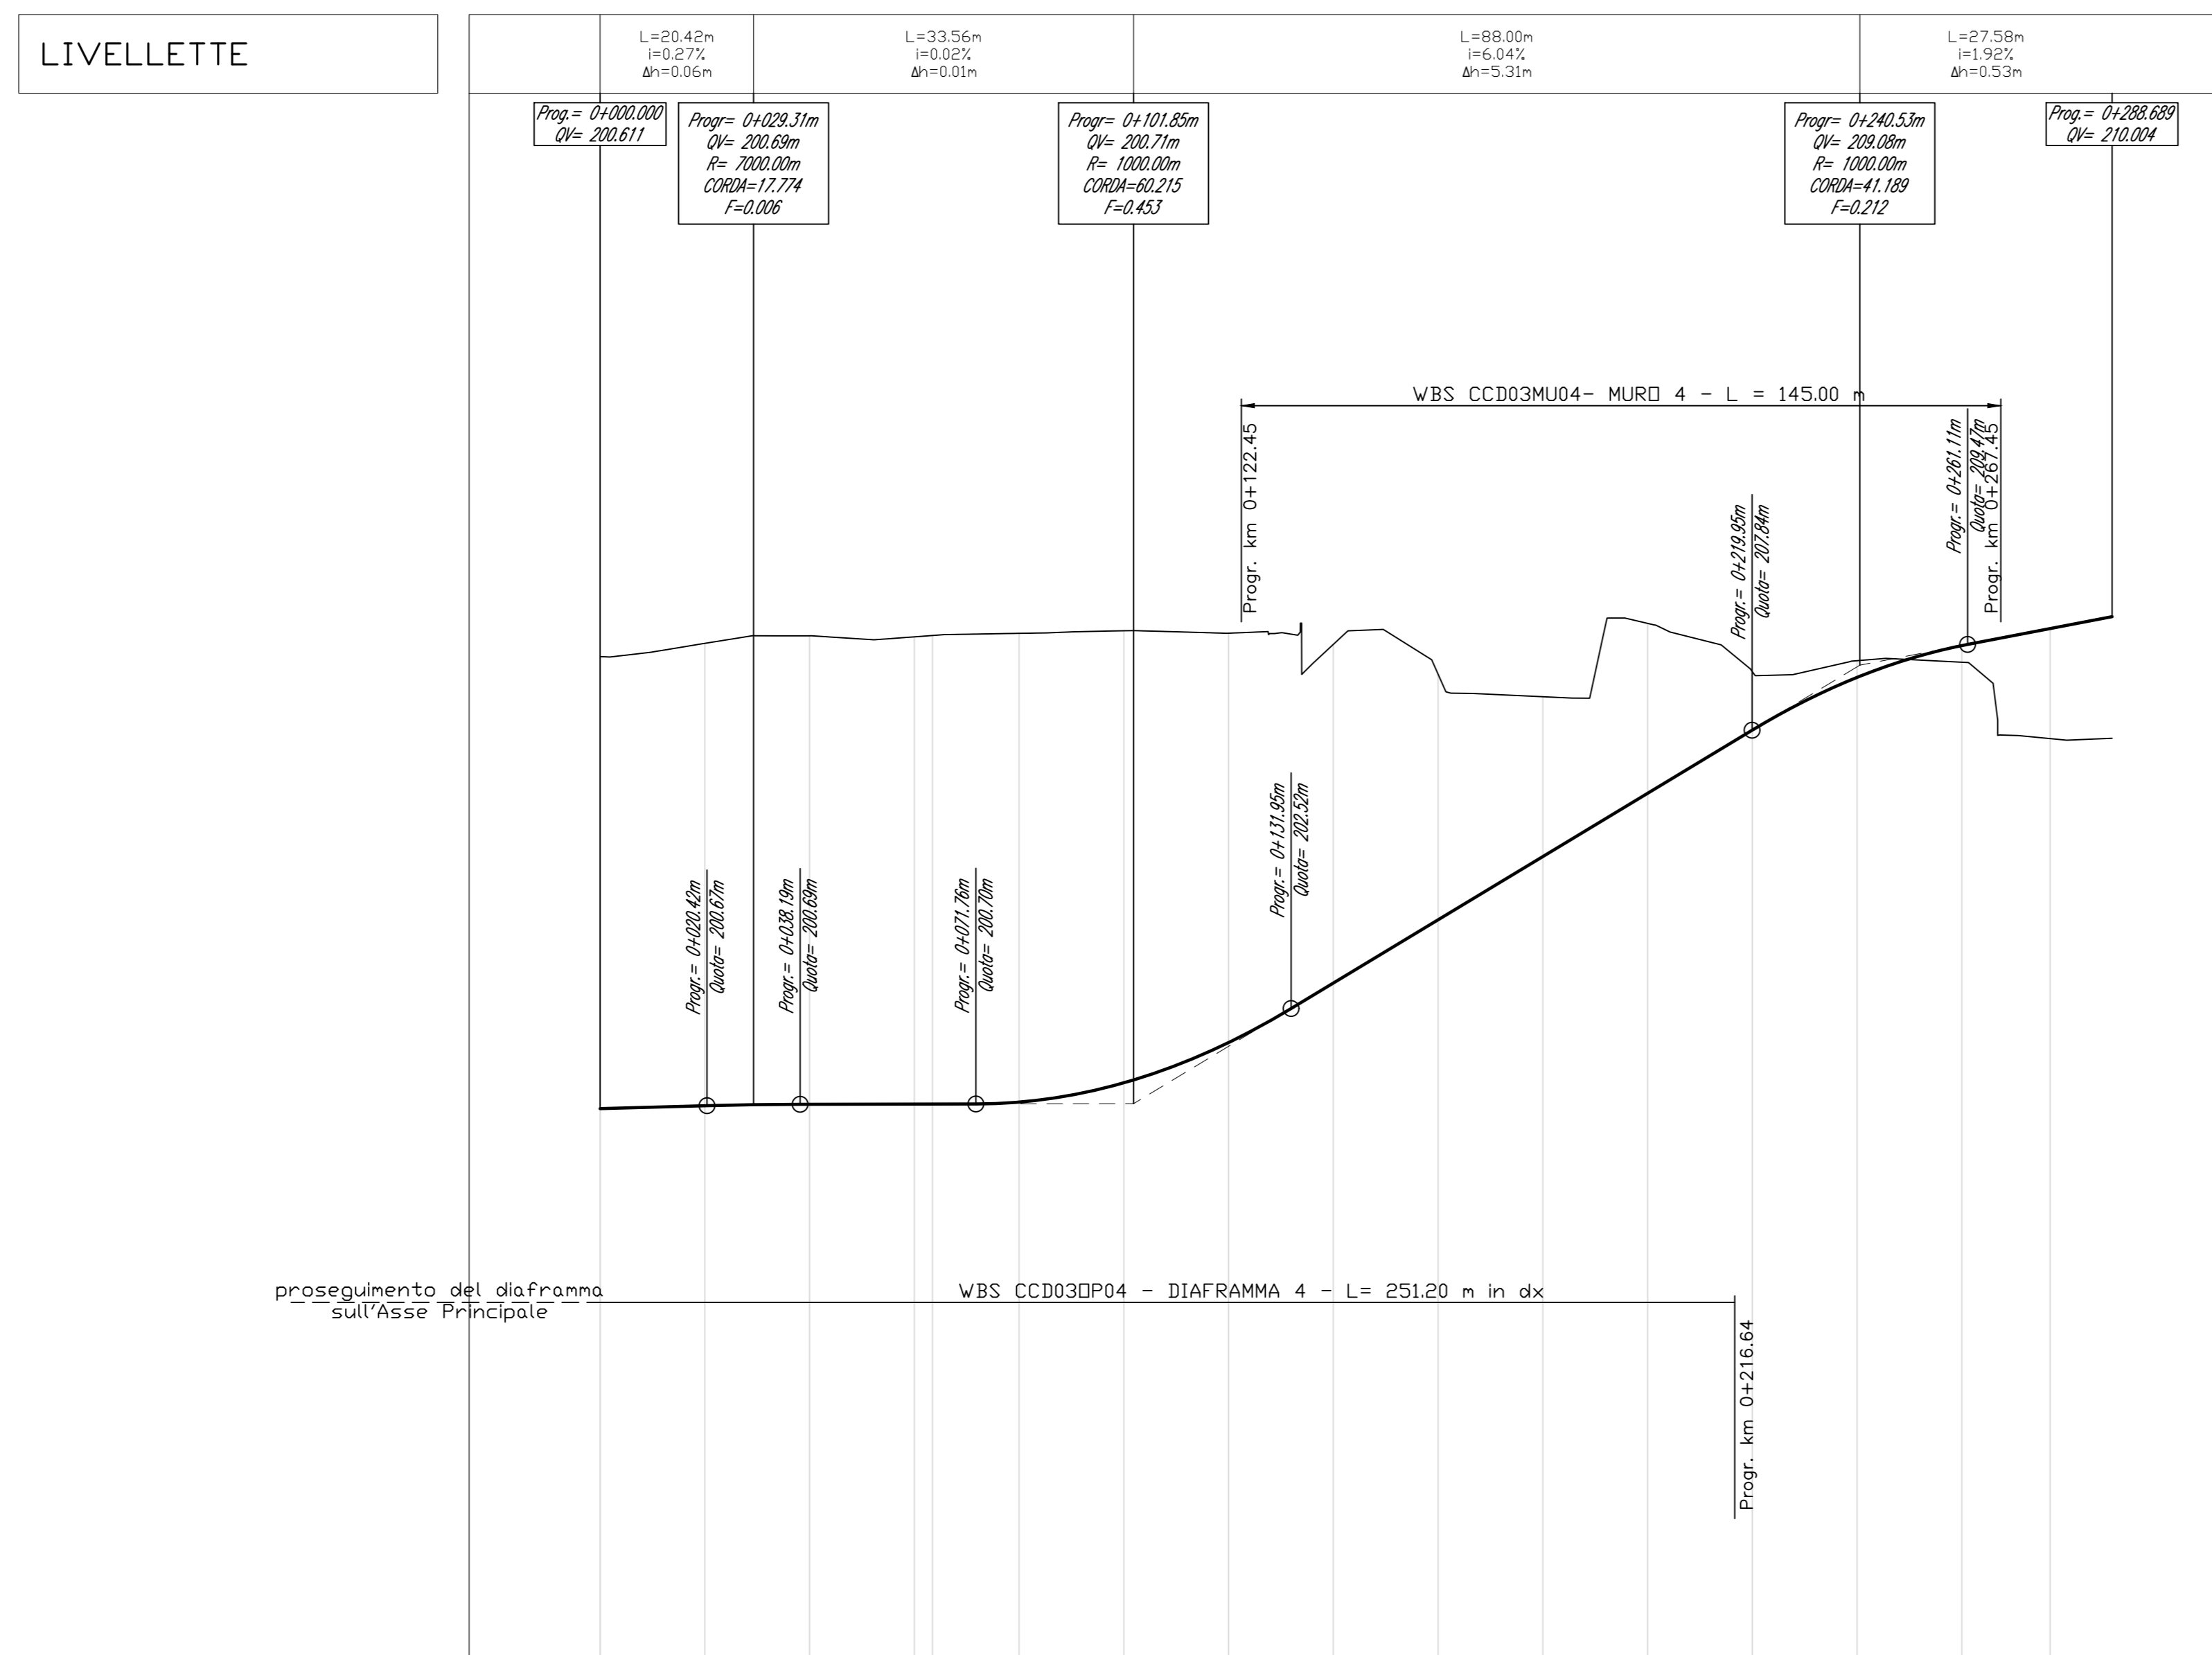 LIVELLETTE
L=20.42m
i=0.27%
Δh=0.06m
L=33.56m
i=0.02%
Δh=0.01m
L=88.00m
i=6.04%
Δh=5.31m
L=27.58m
i=1.92%
Δh=0.53m
Prog.= 0+000.000
QV= 200.611
Progr= 0+029.31m
QV= 200.69m
R= 7000.00m
CORDA=17.774
F=0.006
Progr= 0+101.85m
QV= 200.71m
R= 1000.00m
CORDA=60.215
F=0.453
Progr= 0+240.53m
QV= 209.08m
R= 1000.00m
CORDA=41.189
F=0.212
Prog.= 0+288.689
QV= 210.004
WBS CCD03MU04- MURO 4 - L = 145.00 m
Progr. km 0+122.45
Progr.= 0+219.95m
Quota= 207.84m
Progr.= 0+261.11m
Quota= 209.47m
Progr. km 0+267.45
Progr.= 0+131.95m
Quota= 202.52m
Progr.= 0+020.42m
Quota= 200.67m
Progr.= 0+038.19m
Quota= 200.69m
Progr.= 0+071.76m
Quota= 200.70m
proseguimento del diaframma
sull'Asse Principale
WBS CCD03OP04 - DIAFRAMMA 4 - L= 251.20 m in dx
Progr. km 0+216.64